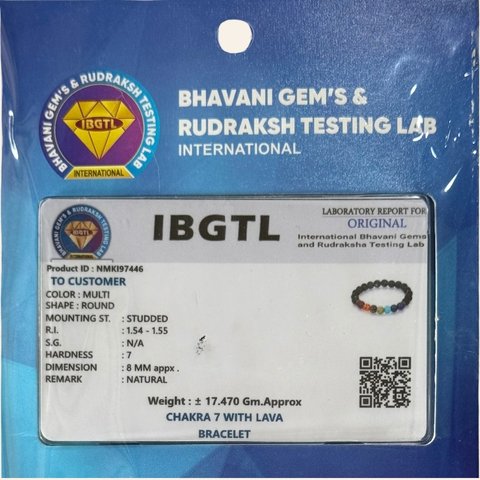 BHAVANI GEM'S & RUDRAKSH TESTING LAB
IBGTL
INTERNATIONAL
BHAVANI GEM'S &
RUDRAKSH TESTING LAB
INTERNATIONAL
IBGTL
LABORATORY REPORT FOR
ORIGINAL
International Bhavani Gems
and Rudraksha Testing Lab
Product ID : NMKI97446
TO CUSTOMER
COLOR : MULTI
SHAPE : ROUND
MOUNTING ST. : STUDDED
R.I. : 1.54 - 1.55
S.G. : N/A
HARDNESS : 7
DIMENSION : 8 MM appx .
REMARK : NATURAL
Weight : ± 17.470 Gm.Approx
CHAKRA 7 WITH LAVA
BRACELET